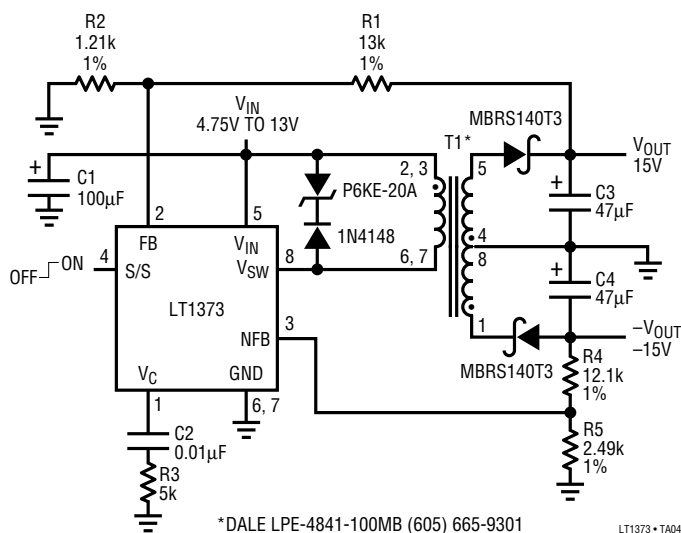 R2
1.21k
1%
R1
13k
1%
VIN
4.75V TO 13V
MBRS140T3
T1*
VOUT
15V
+
C1
100µF
2, 3
5
P6KE-20A
+
C3
47µF
2
5
4
FB
VIN
1N4148
8
4
ON
OFF
S/S
VSW
8
6, 7
+
C4
47µF
LT1373
NFB
3
1
–VOUT
–15V
MBRS140T3
R4
12.1k
1%
VC
GND
1
6, 7
C2
0.01µF
R5
2.49k
1%
R3
5k
*DALE LPE-4841-100MB (605) 665-9301
LT1373 • TA04